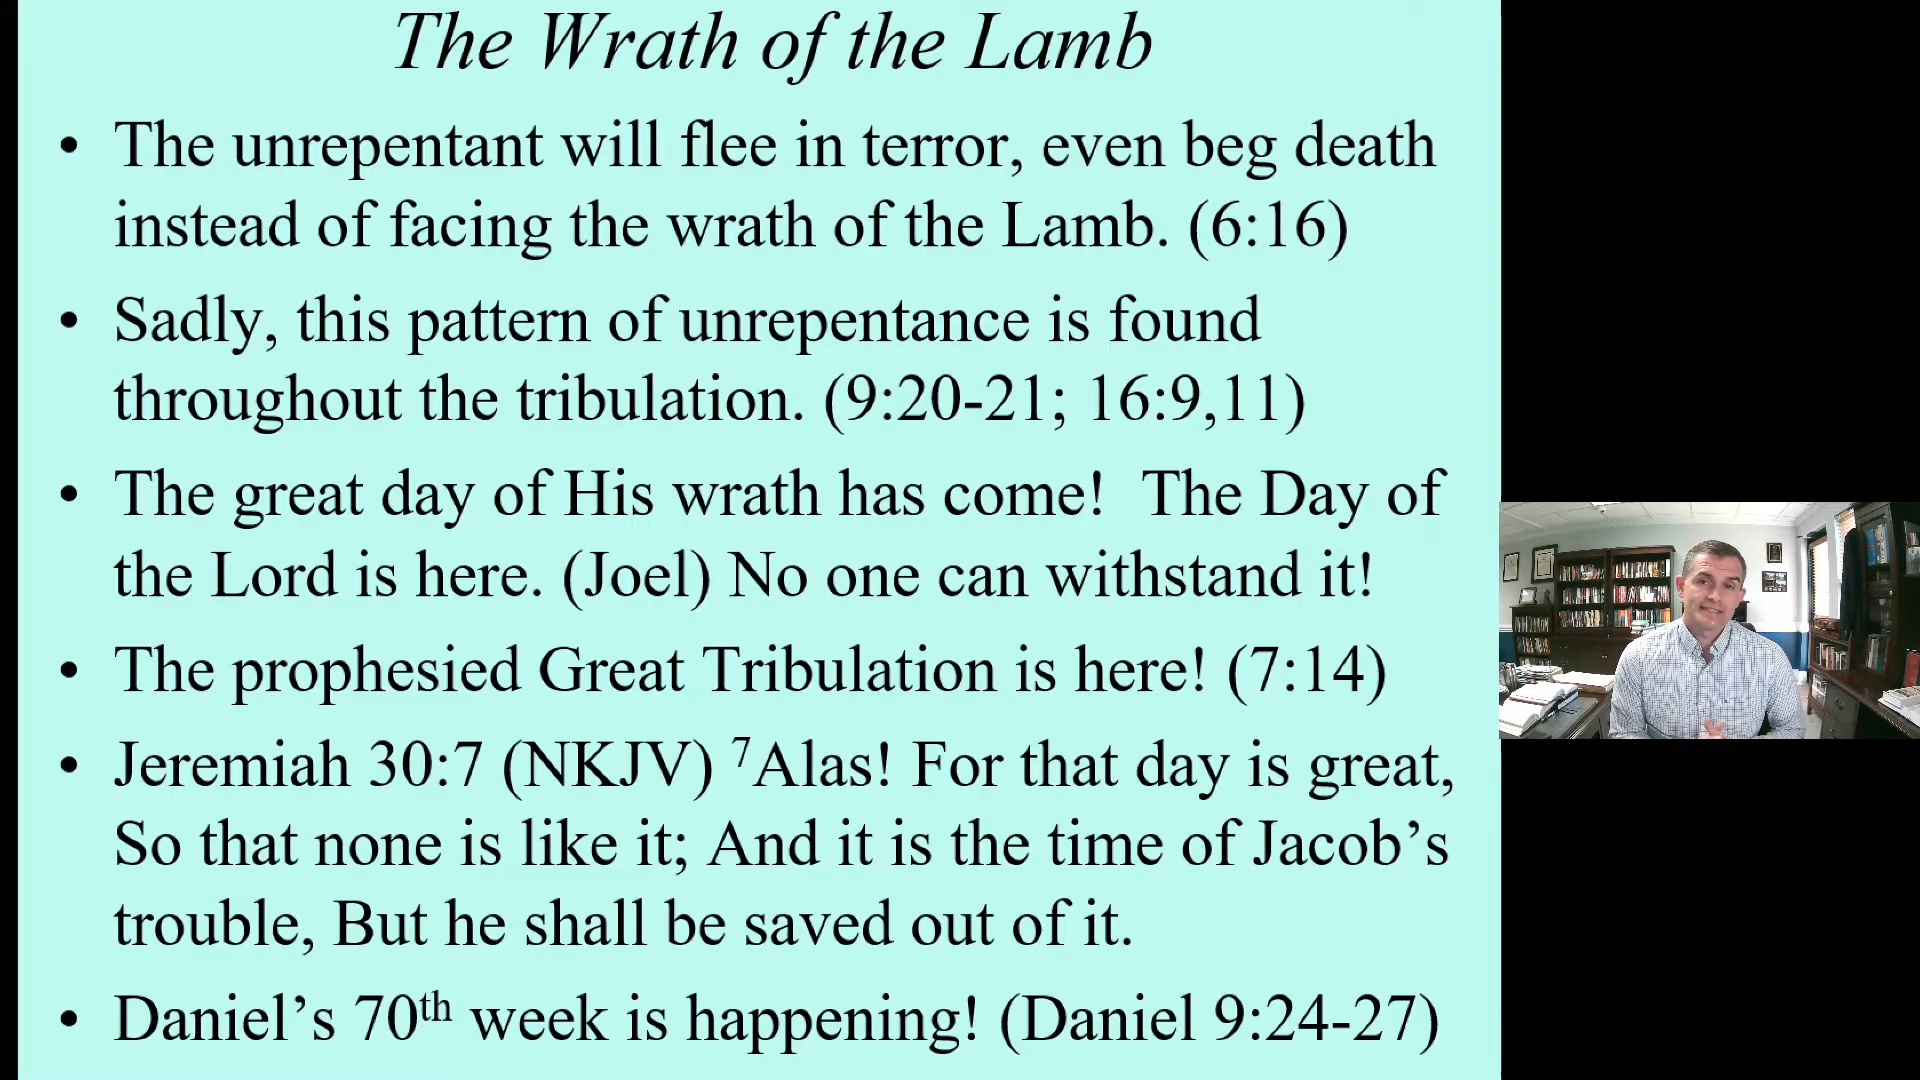 The Wrath of the Lamb
• The unrepentant will flee in terror, even beg death
instead of facing the wrath of the Lamb. (6:16)
• Sadly, this pattern of unrepentance is found
throughout the tribulation. (9:20-21; 16:9,11)
• The great day of His wrath has come!  The Day of
the Lord is here. (Joel) No one can withstand it!
• The prophesied Great Tribulation is here! (7:14)
• Jeremiah 30:7 (NKJV) ⁷Alas! For that day is great,
So that none is like it; And it is the time of Jacob’s
trouble, But he shall be saved out of it.
• Daniel’s 70th week is happening! (Daniel 9:24-27)